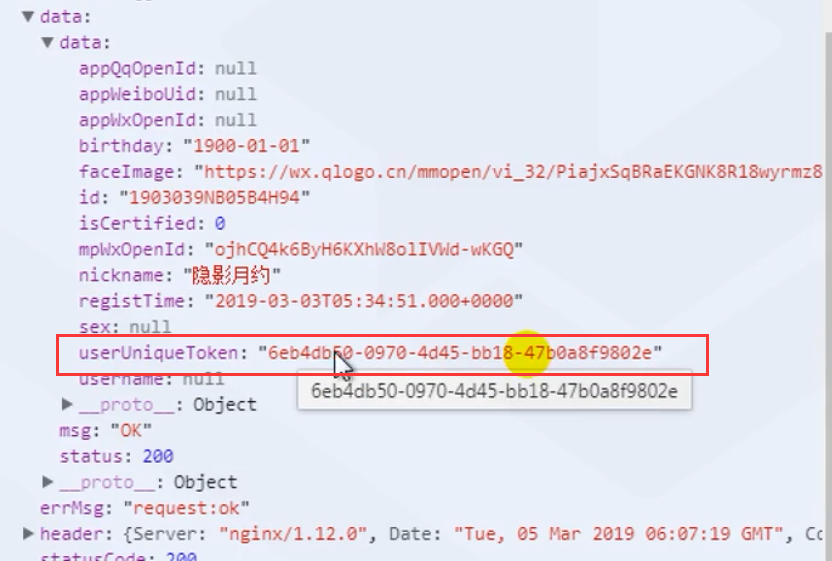 ▼ data:
▼ data:
appQqOpenId: null
appWeiboUid: null
appWxOpenId: null
birthday: "1900-01-01"
faceImage: "https://wx.qlogo.cn/mmopen/vi_32/PiajxSqBRaEKGNK8R18wyrmz8
id: "1903039NB05B4H94"
isCertified: 0
mpWxOpenId: "ojhCQ4k6ByH6KXhW8olIVWd-wKGQ"
nickname: "隐影月约"
registTime: "2019-03-03T05:34:51.000+0000"
sex: null
userUniqueToken: "6eb4db50-0970-4d45-bb18-47b0a8f9802e"
username: null
6eb4db50-0970-4d45-bb18-47b0a8f9802e
▶ __proto__: Object
msg: "OK"
status: 200
▶ __proto__: Object
errMsg: "request:ok"
▶ header: {Server: "nginx/1.12.0", Date: "Tue, 05 Mar 2019 06:07:19 GMT", Co
statusCode: 200